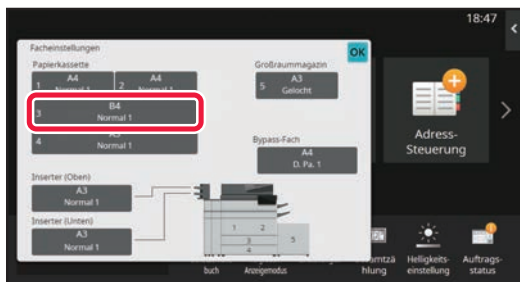 18:47
Facheinstellungen
OK
Papierkassette
Großraummagazin
1 A4
2 A4
Normal 1
5 A3
Gelocht
3 B4
Normal 1
4
Normal 1
Bypass-Fach
A4
D. Pa. 1
Adress-
Steuerung
Inserter (Oben)
A3
Normal 1
Inserter (Unten)
A3
Normal 1
1 2
3
4
5
buch
Anzeigemodus
hlung
Helligkeits-
einstellung
Auftrags-
status